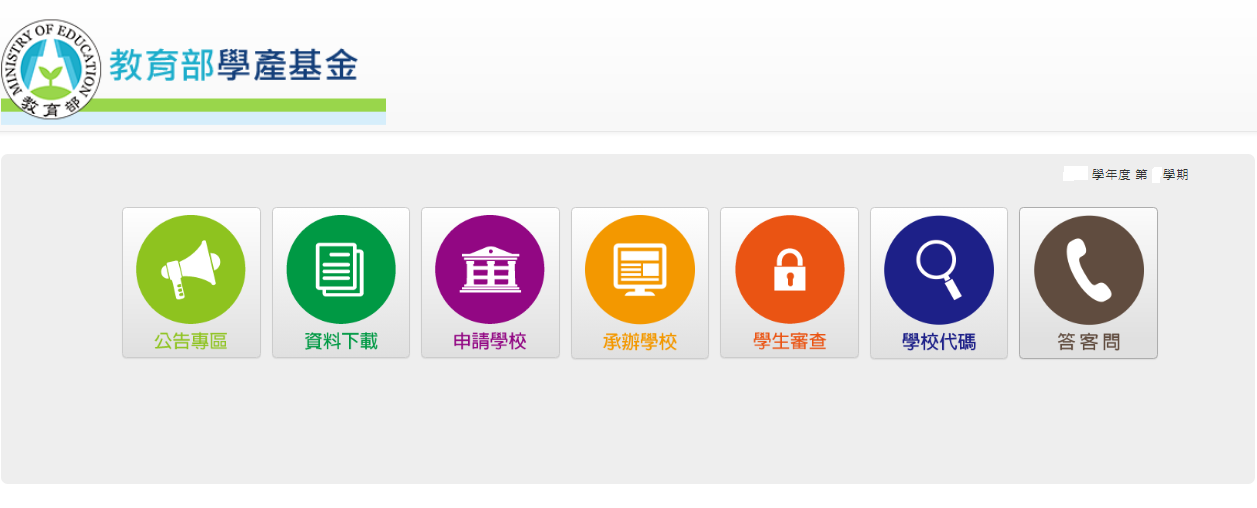 MINISTRY OF EDUCATION
教育部
教育部學產基金
學年度 第 學期
公告專區
資料下載
申請學校
承辦學校
學生審查
學校代碼
答客問